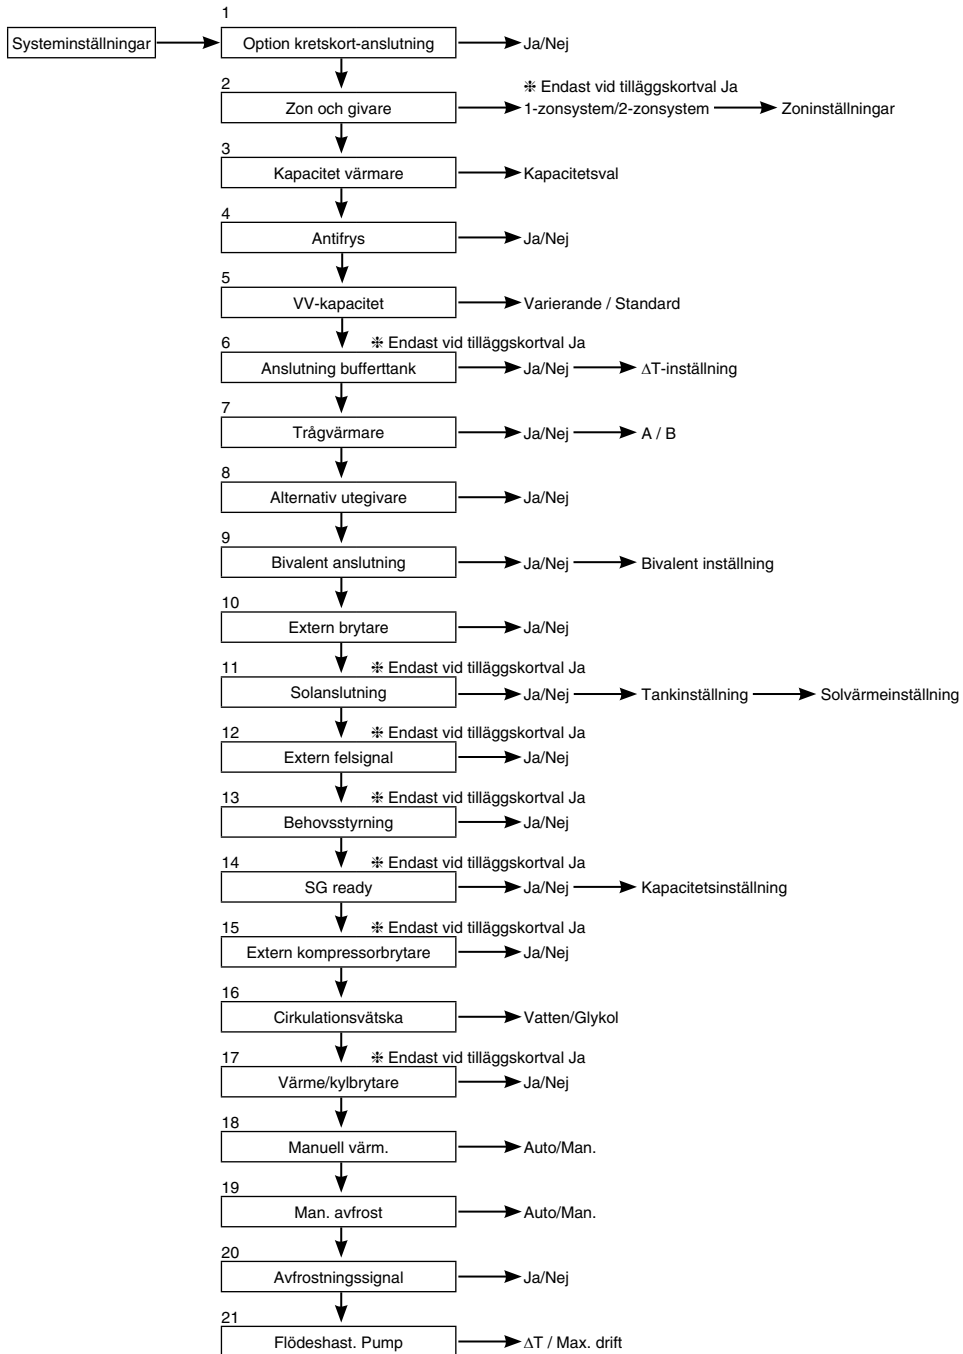 1
Systeminställningar
Option kretskort-anslutning
Ja/Nej
2
❉ Endast vid tilläggskortval Ja
Zon och givare
1-zonsystem/2-zonsystem
Zoninställningar
3
Kapacitet värmare
Kapacitetsval
4
Antifrys
Ja/Nej
5
VV-kapacitet
Varierande / Standard
6
❉ Endast vid tilläggskortval Ja
Anslutning bufferttank
Ja/Nej
∆T-inställning
7
Trågvärmare
Ja/Nej
A / B
8
Alternativ utegivare
Ja/Nej
9
Bivalent anslutning
Ja/Nej
Bivalent inställning
10
Extern brytare
Ja/Nej
11
❉ Endast vid tilläggskortval Ja
Solanslutning
Ja/Nej
Tankinställning
Solvärmeinställning
12
❉ Endast vid tilläggskortval Ja
Extern felsignal
Ja/Nej
13
❉ Endast vid tilläggskortval Ja
Behovsstyrning
Ja/Nej
14
❉ Endast vid tilläggskortval Ja
SG ready
Ja/Nej
Kapacitetsinställning
15
❉ Endast vid tilläggskortval Ja
Extern kompressorbrytare
Ja/Nej
16
Cirkulationsvätska
Vatten/Glykol
17
❉ Endast vid tilläggskortval Ja
Värme/kylbrytare
Ja/Nej
18
Manuell värm.
Auto/Man.
19
Man. avfrost
Auto/Man.
20
Avfrostningssignal
Ja/Nej
21
Flödeshast. Pump
∆T / Max. drift